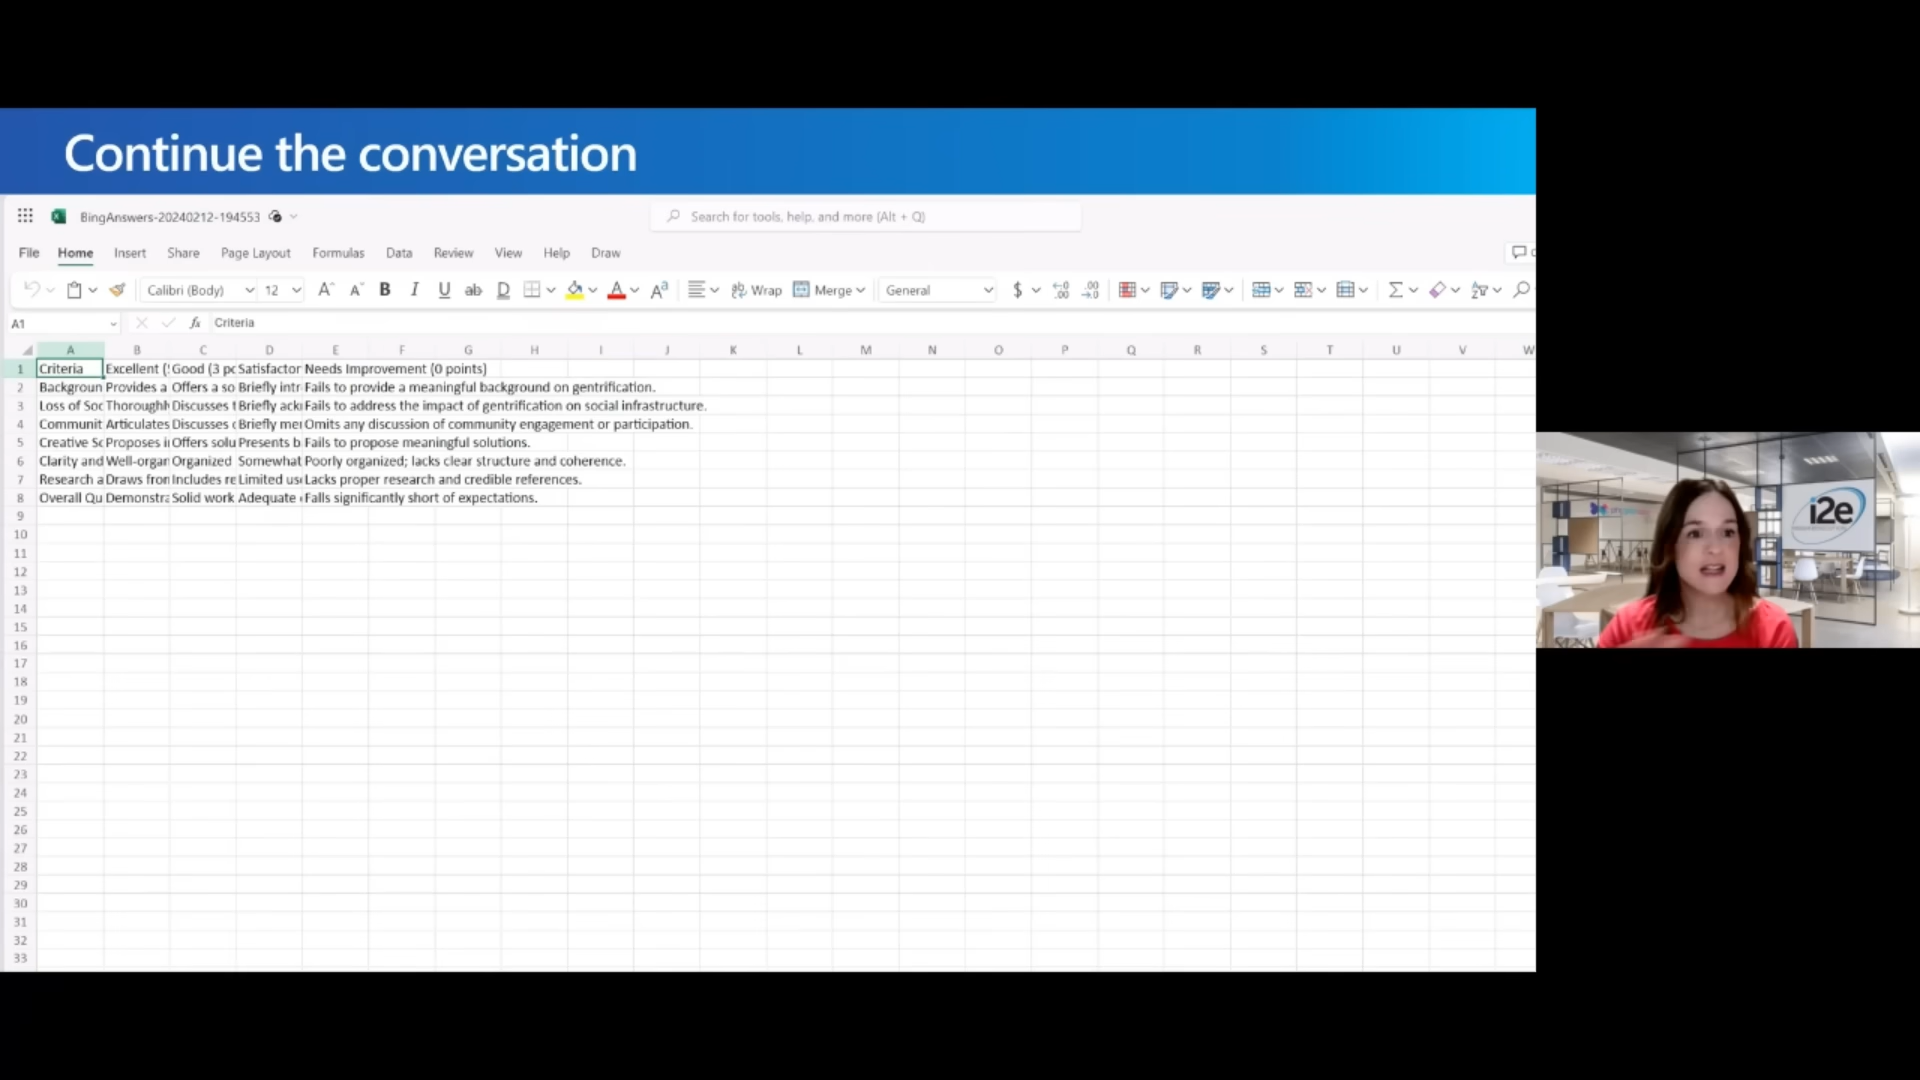 Continue the conversation
BingAnswers-20240212-194553
Search for tools, help, and more (Alt + Q)
File Home Insert Share Page Layout Formulas Data Review View Help Draw
Calibri (Body) 12 A A B I U ab D A A Wrap Merge General $
A1 fx Criteria
A B C D E F G H I J K L M N O P Q R S T U V W
1 Criteria Excellent ( Good (3 po Satisfactor Needs Improvement (0 points)
2 Backgroun Provides a Offers a so Briefly intr Fails to provide a meaningful background on gentrification.
3 Loss of Soc Thoroughl Discusses t Briefly ack Fails to address the impact of gentrification on social infrastructure.
4 Communit Articulates Discusses Briefly me Omits any discussion of community engagement or participation.
5 Creative Sc Proposes i Offers solu Presents b Fails to propose meaningful solutions.
6 Clarity and Well-organ Organized Somewhat Poorly organized; lacks clear structure and coherence.
7 Research a Draws from Includes re Limited us Lacks proper research and credible references.
8 Overall Qu Demonstra Solid work Adequate Falls significantly short of expectations.
9
10
11
12
13
14
15
16
17
18
19
20
21
22
23
24
25
26
27
28
29
30
31
32
33
i2e